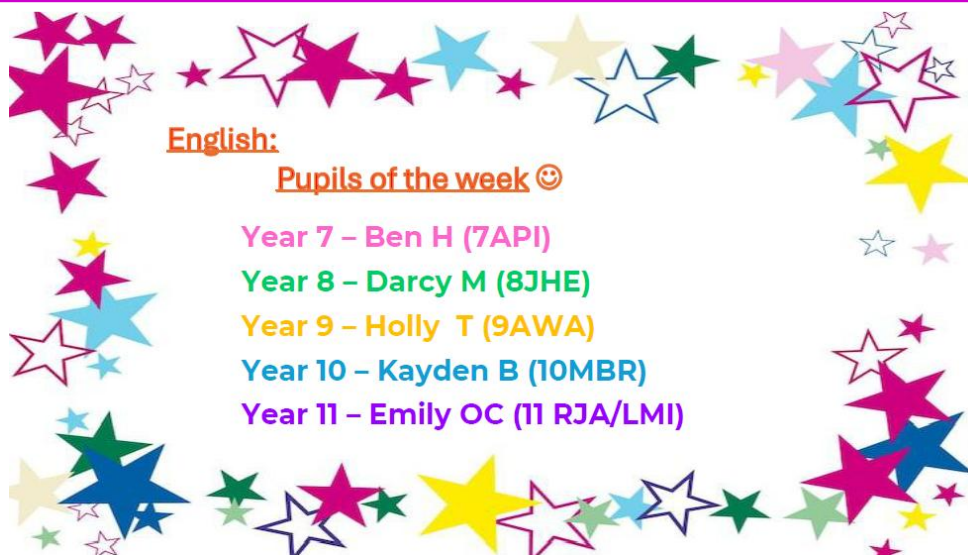 English:
Pupils of the week ☺
Year 7 – Ben H (7API)
Year 8 – Darcy M (8JHE)
Year 9 – Holly  T (9AWA)
Year 10 – Kayden B (10MBR)
Year 11 – Emily OC (11 RJA/LMI)